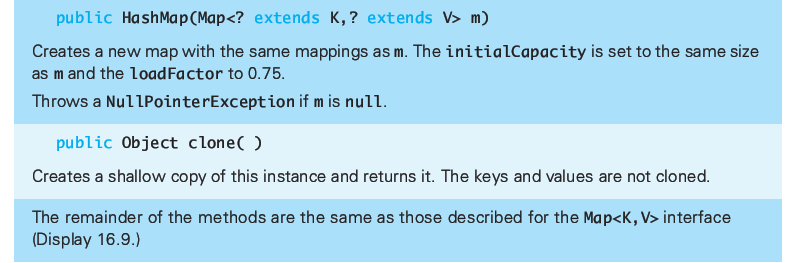 public HashMap(Map<? extends K,? extends V> m)
Creates a new map with the same mappings as m. The initialCapacity is set to the same size
as m and the loadFactor to 0.75.
Throws a NullPointerException if m is null.
public Object clone( )
Creates a shallow copy of this instance and returns it. The keys and values are not cloned.
The remainder of the methods are the same as those described for the Map<K,V> interface
(Display 16.9.)